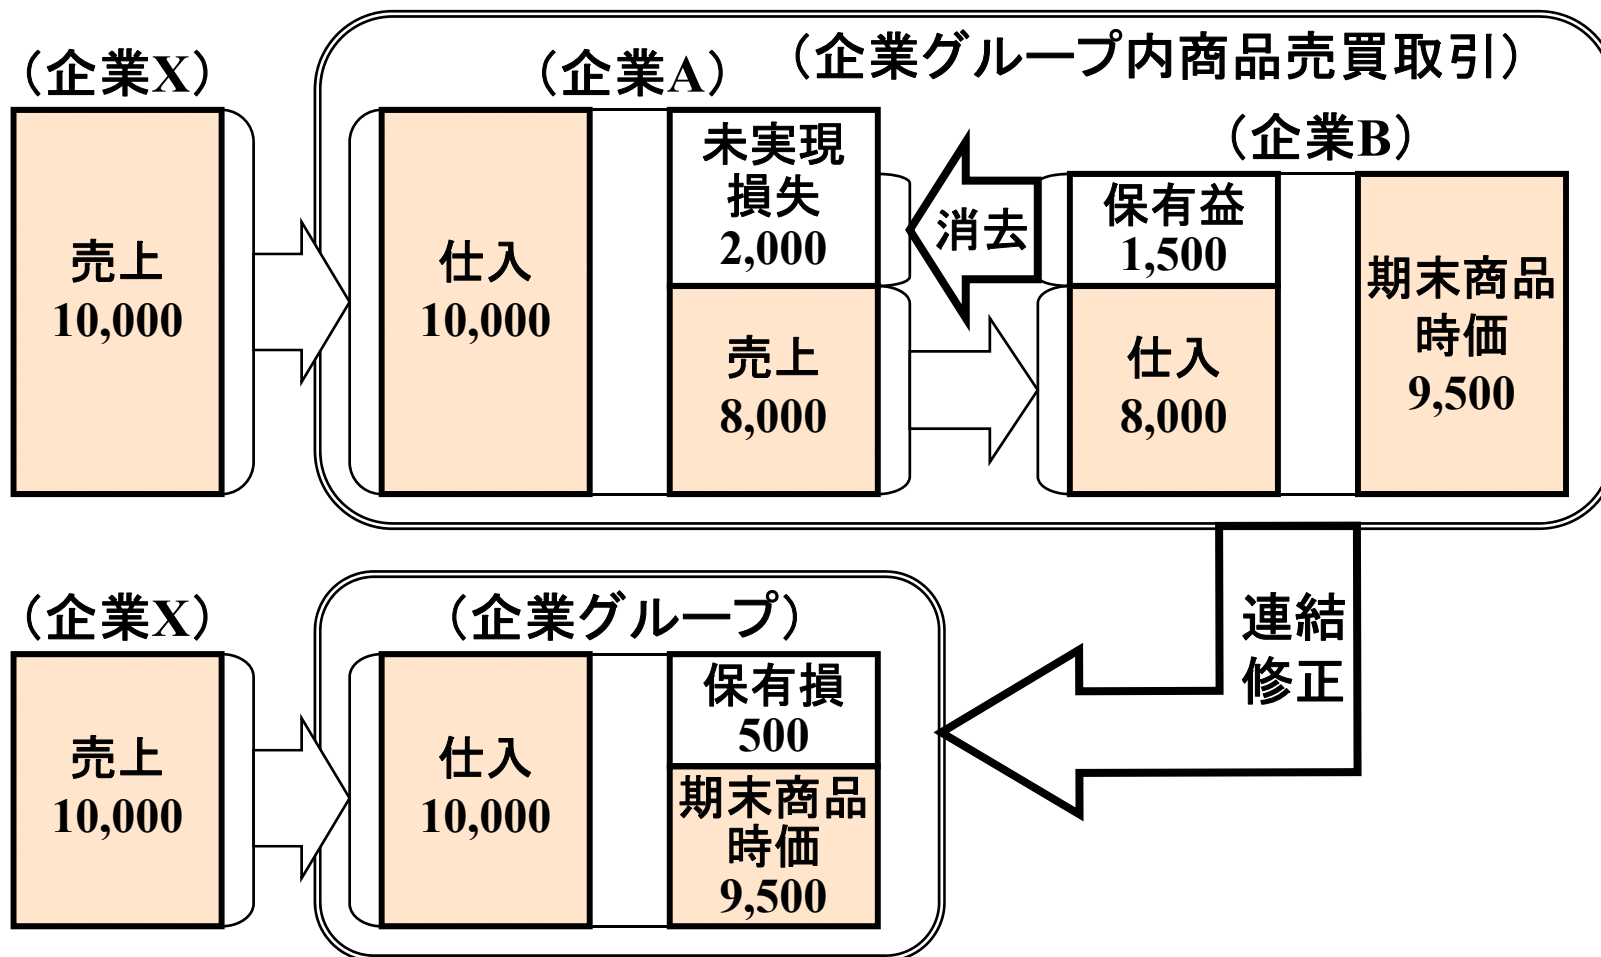 （企業グループ内商品売買取引）
（企業X）
（企業A）
（企業B）
売上
10,000
仕入
10,000
未実現
損失
2,000
売上
8,000
消去
保有益
1,500
仕入
8,000
期末商品
時価
9,500
連結
修正
（企業X）
（企業グループ）
売上
10,000
仕入
10,000
保有損
500
期末商品
時価
9,500